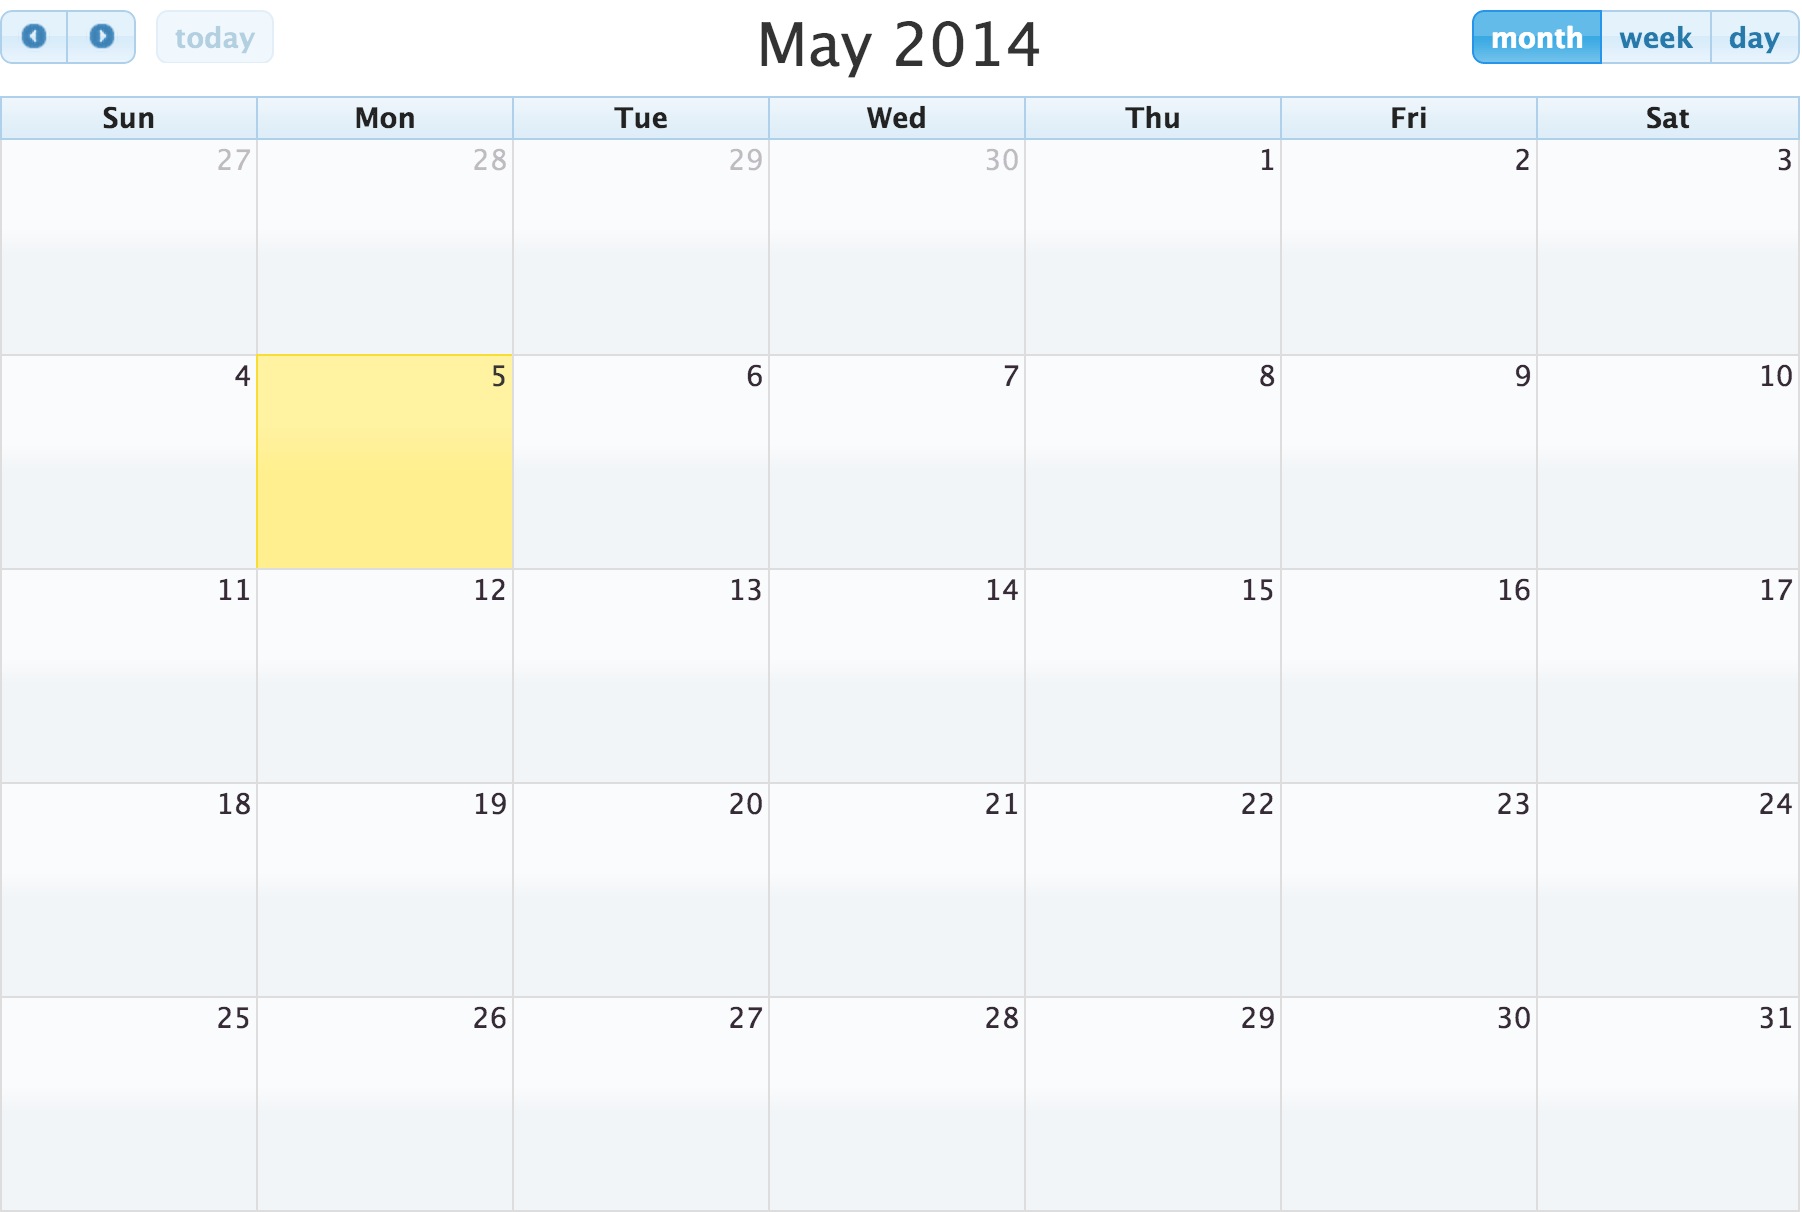 today May 2014 month week day
Sun Mon Tue Wed Thu Fri Sat
27 28 29 30 1 2 3
4 5 6 7 8 9 10
11 12 13 14 15 16 17
18 19 20 21 22 23 24
25 26 27 28 29 30 31